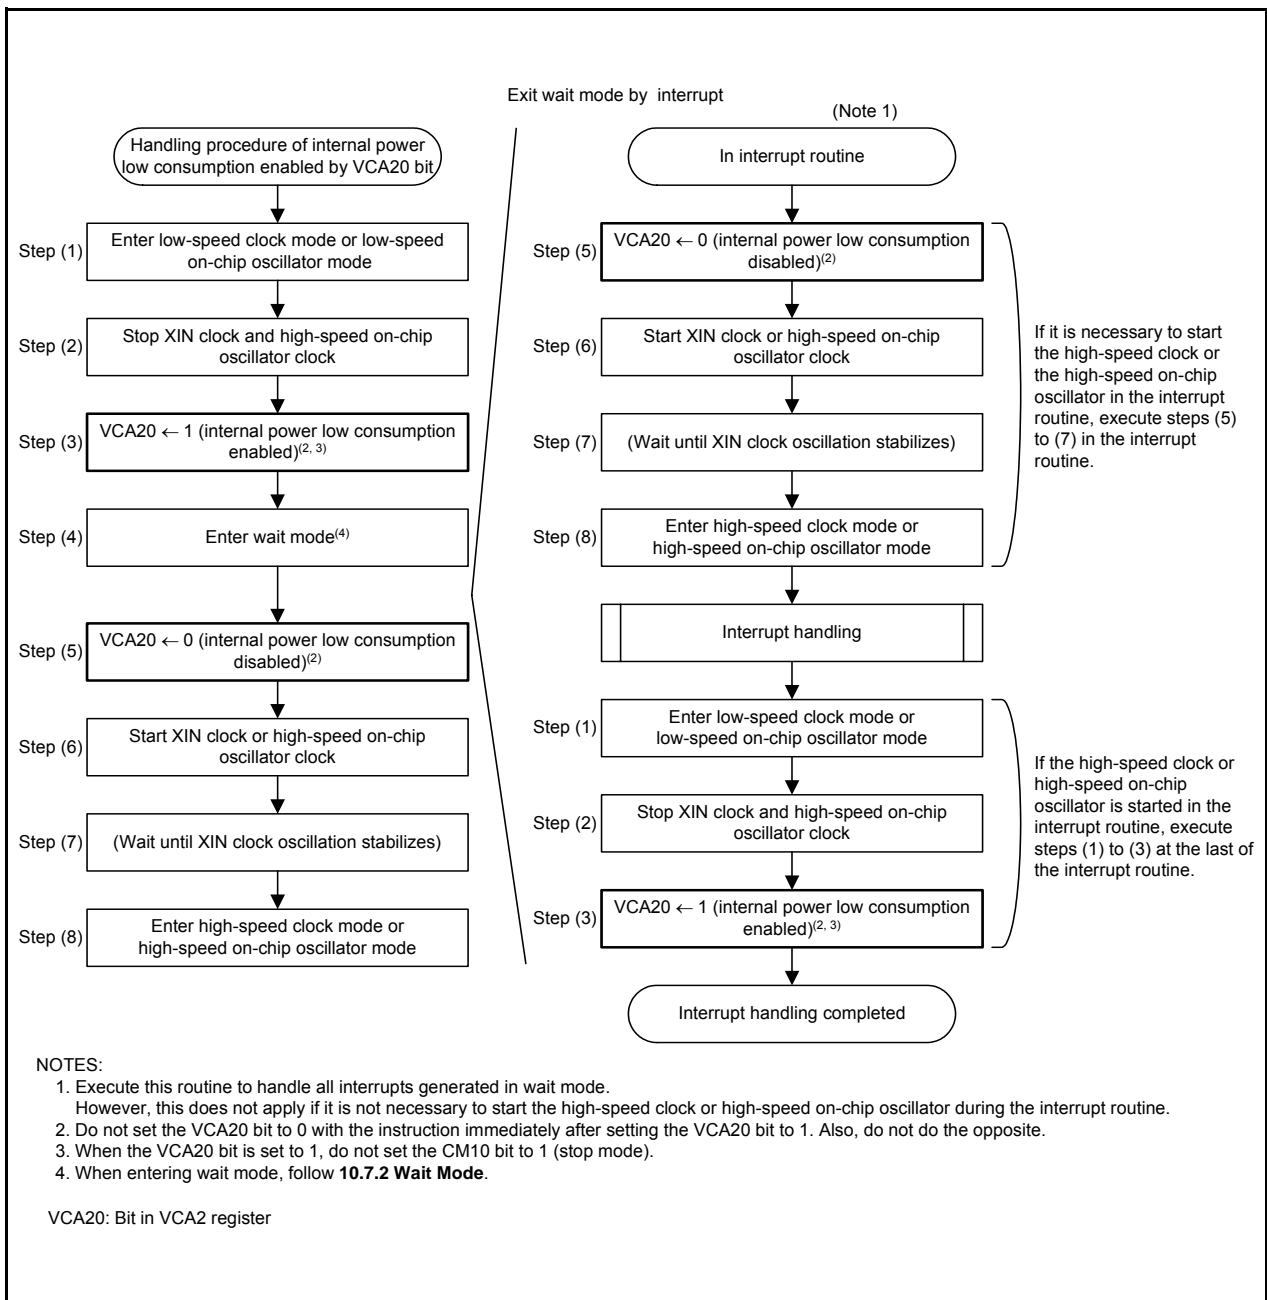 Exit wait mode by interrupt
(Note 1)
Handling procedure of internal power
low consumption enabled by VCA20 bit
Step (1)
Enter low-speed clock mode or low-speed
on-chip oscillator mode
Step (2)
Stop XIN clock and high-speed on-chip
oscillator clock
Step (3)
VCA20 ← 1 (internal power low consumption
enabled)(2, 3)
Step (4)
Enter wait mode(4)
Step (5)
VCA20 ← 0 (internal power low consumption
disabled)(2)
Step (6)
Start XIN clock or high-speed on-chip
oscillator clock
Step (7)
(Wait until XIN clock oscillation stabilizes)
Step (8)
Enter high-speed clock mode or
high-speed on-chip oscillator mode
In interrupt routine
Step (5)
VCA20 ← 0 (internal power low consumption
disabled)(2)
Step (6)
Start XIN clock or high-speed on-chip
oscillator clock
Step (7)
(Wait until XIN clock oscillation stabilizes)
Step (8)
Enter high-speed clock mode or
high-speed on-chip oscillator mode
If it is necessary to start
the high-speed clock or
the high-speed on-chip
oscillator in the interrupt
routine, execute steps (5)
to (7) in the interrupt
routine.
Interrupt handling
Step (1)
Enter low-speed clock mode or
low-speed on-chip oscillator mode
Step (2)
Stop XIN clock and high-speed on-chip
oscillator clock
Step (3)
VCA20 ← 1 (internal power low consumption
enabled)(2, 3)
If the high-speed clock or
high-speed on-chip
oscillator is started in the
interrupt routine, execute
steps (1) to (3) at the last of
the interrupt routine.
Interrupt handling completed
NOTES:
1. Execute this routine to handle all interrupts generated in wait mode.
However, this does not apply if it is not necessary to start the high-speed clock or high-speed on-chip oscillator during the interrupt routine.
2. Do not set the VCA20 bit to 0 with the instruction immediately after setting the VCA20 bit to 1. Also, do not do the opposite.
3. When the VCA20 bit is set to 1, do not set the CM10 bit to 1 (stop mode).
4. When entering wait mode, follow 10.7.2 Wait Mode.
VCA20: Bit in VCA2 register